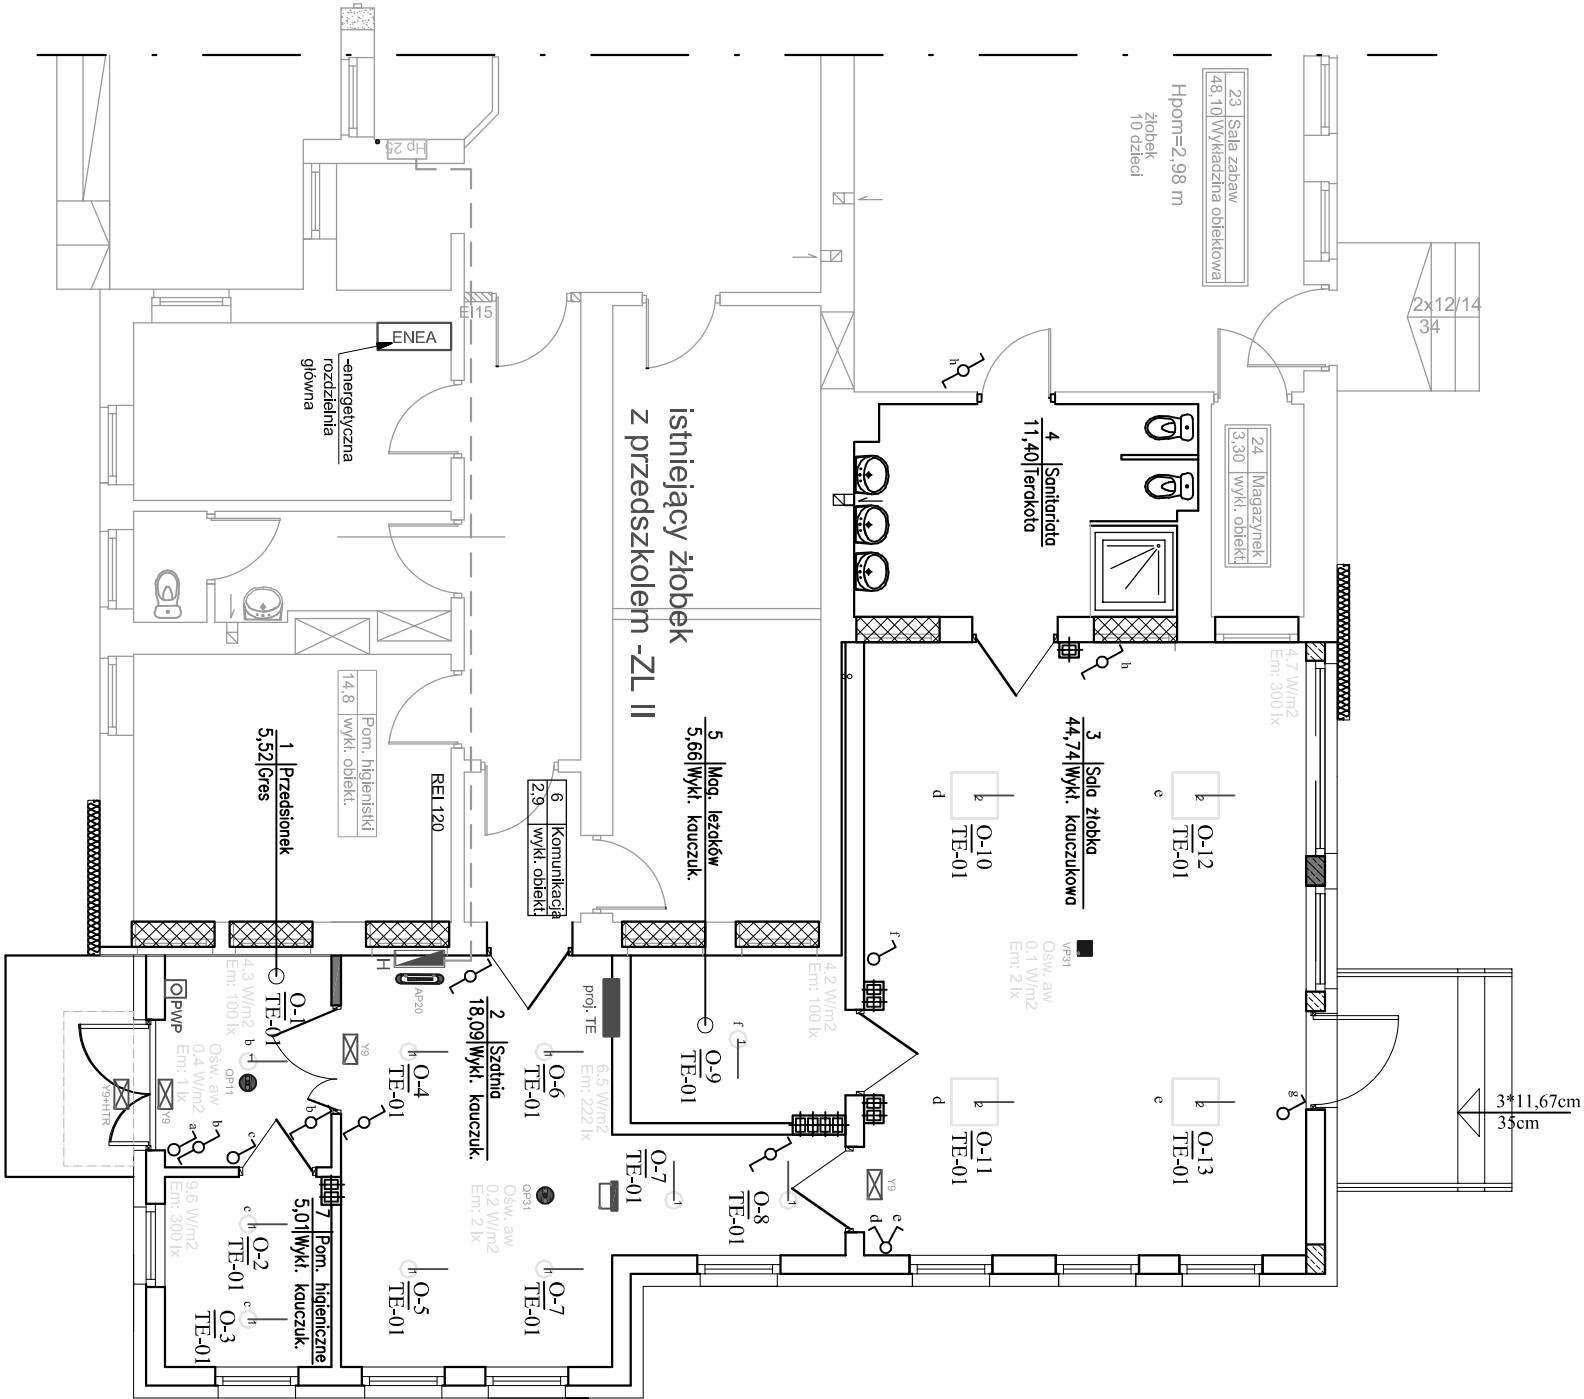 23 Sala zabaw
48,10 Wykładzina obiektowa
Hpom=2,98 m
żłobek
10 dzieci
Hp 25
2x12/14
34
EI15
ENEA
-energetyczna
rozdzielnia
główna
istniejący żłobek
z przedszkolem -ZL II
4 Sanitariata
11,40 Terakota
24 Magazynek
3,30 wykł. obiekt.
h
h
4.7 W/m2
Em: 300 lx
Pom. higienistki
14,8 wykł. obiekt.
1 Przedsionek
5,52 Gres
REI 120
6 Komunikacja
2,9 wykł. obiekt.
5 Mag. leżaków
5,66 Wykł. kauczuk.
3 Sala żłobka
44,74 Wykł. kauczukowa
d
O-10
TE-01
e
O-12
TE-01
f
VP31
Ośw. aw
0.1 W/m2
Em: 2 lx
4.2 W/m2
Em: 100 lx
H
AP20
proj. TE
PWP
4.3 W/m2
Em: 100 lx
O-1
TE-01
b
2 Szatnia
18,09 Wykł. kauczuk.
Y9
O-4
TE-01
O-6
TE-01
6.5 W/m2
Em: 222 lx
f
O-9
TE-01
Ośw. aw
0.4 W/m2
Em: 1 lx
QP11
Y9+HTR
Y9
a
b
b
c
d
O-11
TE-01
e
O-13
TE-01
g
3*11,67cm
35cm
9.6 W/m2
Em: 300 lx
7 Pom. higieniczne
5,01 Wykł. kauczuk.
c
O-2
TE-01
c
O-3
TE-01
Ośw. aw
0.2 W/m2
Em: 2 lx
QP31
O-7
TE-01
O-8
TE-01
Y9
d
e
O-5
TE-01
O-7
TE-01